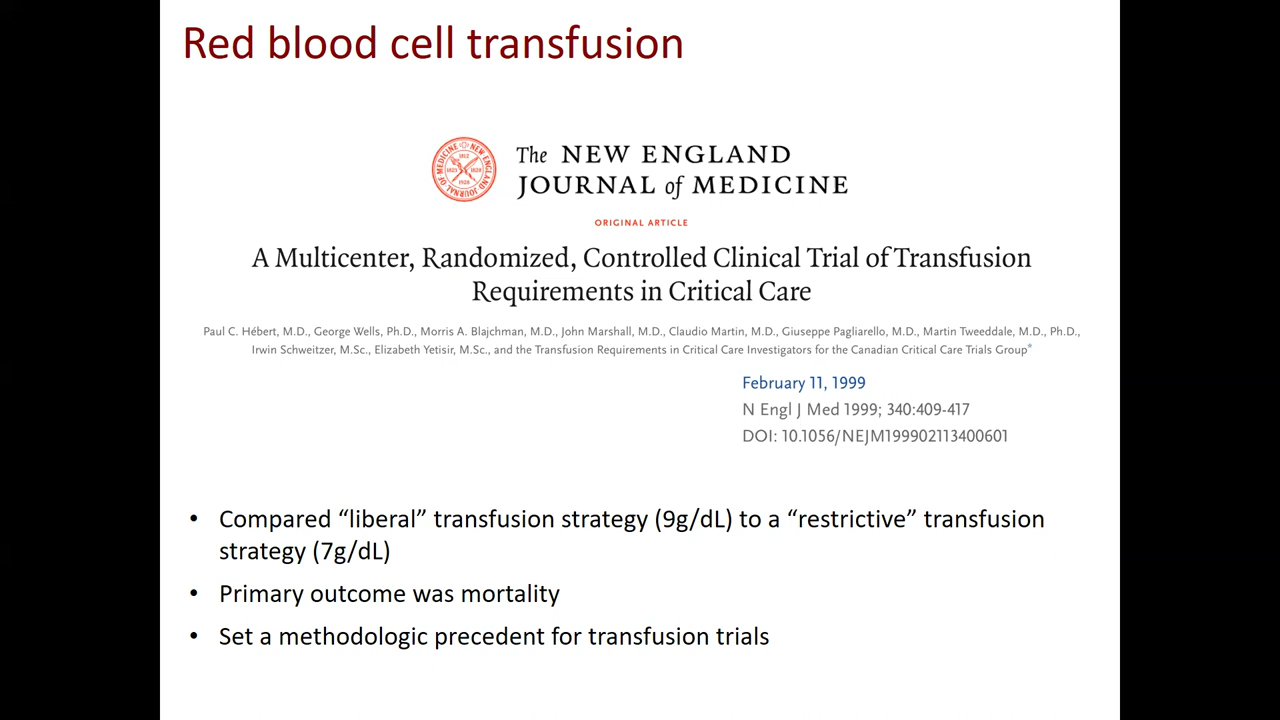 Red blood cell transfusion
The NEW ENGLAND
JOURNAL of MEDICINE
ORIGINAL ARTICLE
A Multicenter, Randomized, Controlled Clinical Trial of Transfusion
Requirements in Critical Care
Paul C. Hébert, M.D., George Wells, Ph.D., Morris A. Blajchman, M.D., John Marshall, M.D., Claudio Martin, M.D., Giuseppe Pagliarello, M.D., Martin Tweeddale, M.D., Ph.D.,
Irwin Schweitzer, M.Sc., Elizabeth Yetisir, M.Sc., and the Transfusion Requirements in Critical Care Investigators for the Canadian Critical Care Trials Group*
February 11, 1999
N Engl J Med 1999; 340:409-417
DOI: 10.1056/NEJM199902113400601
• Compared “liberal” transfusion strategy (9g/dL) to a “restrictive” transfusion
strategy (7g/dL)
• Primary outcome was mortality
• Set a methodologic precedent for transfusion trials